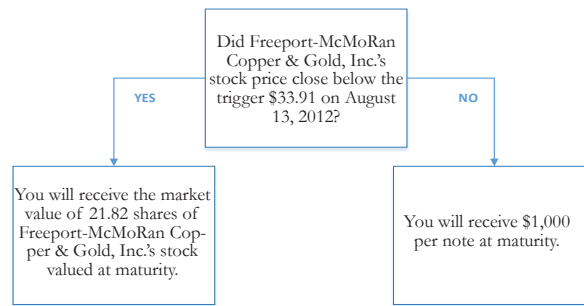 Did Freeport-McMoRan
Copper & Gold, Inc.'s
stock price close below the
trigger $33.91 on August
13, 2012?
YES
NO
You will receive the market
value of 21.82 shares of
Freeport-McMoRan Cop-
per & Gold, Inc.'s stock
valued at maturity.
You will receive $1,000
per note at maturity.